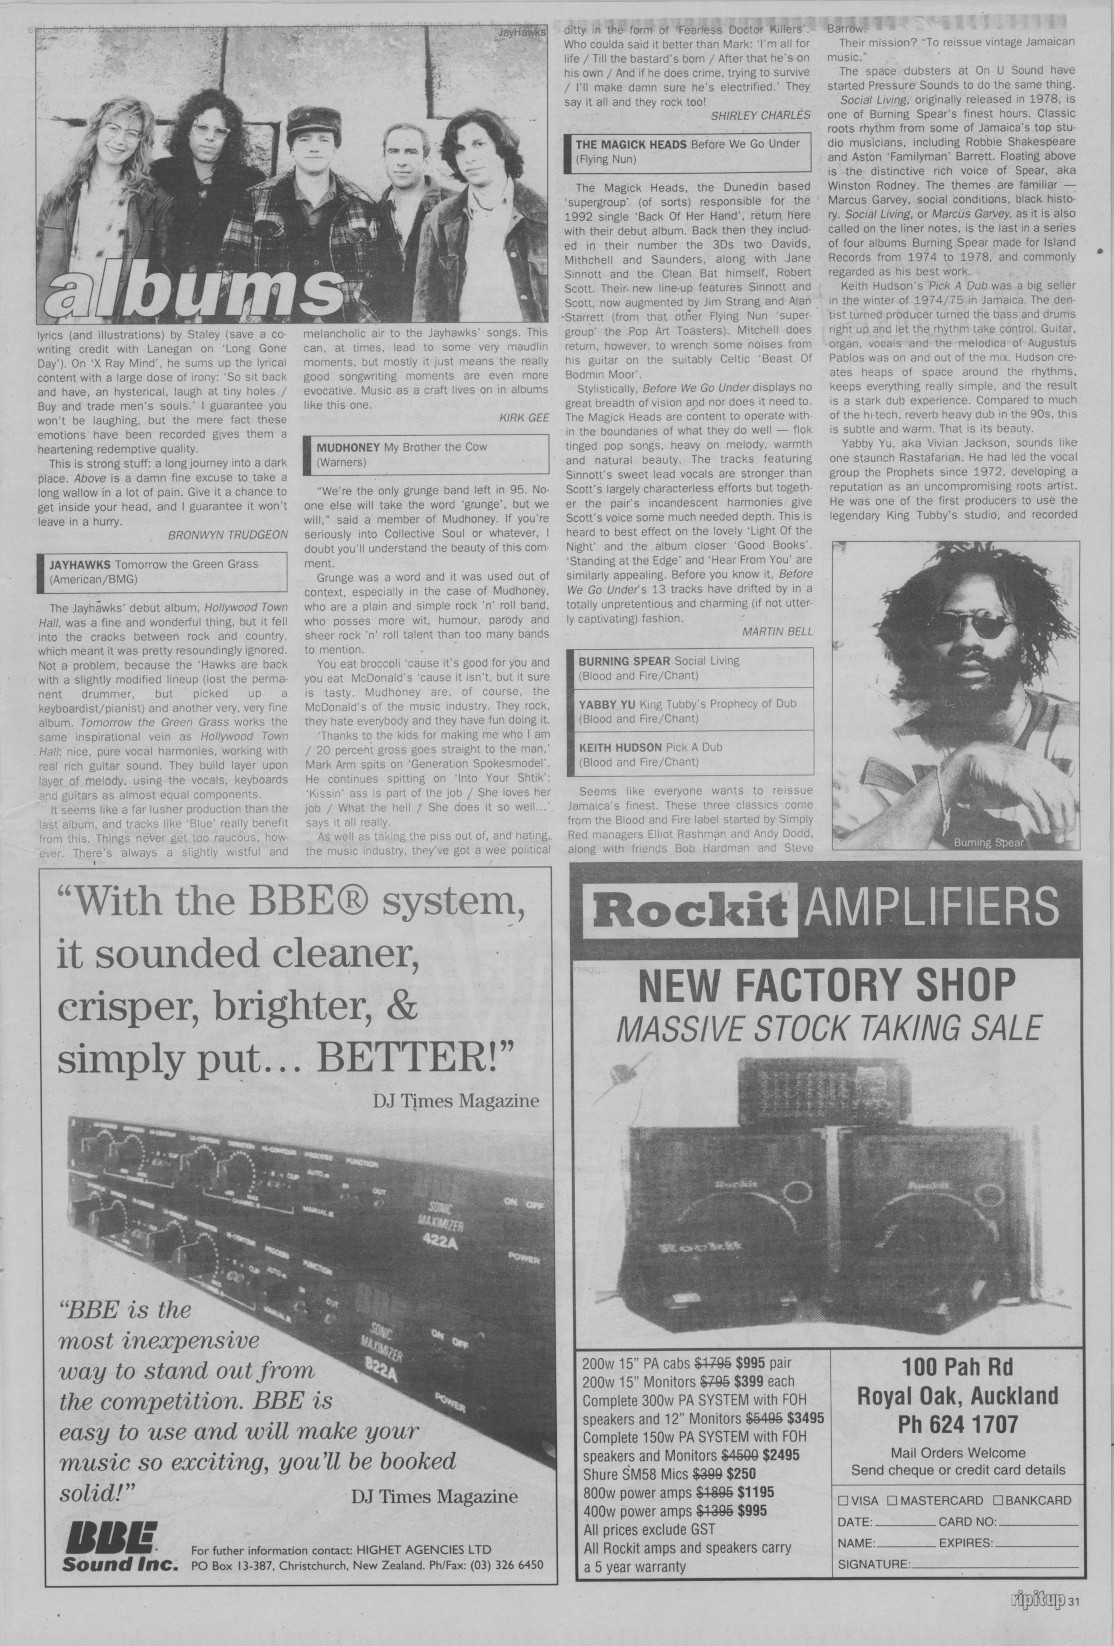 JayHawks
albums
lyrics (and illustrations) by Staley (save a co-
writing credit with Lanegan on 'Long Gone
Day'). On 'X Ray Mind', he sums up the lyrical
content with a large dose of irony: 'So sit back
and have, an hysterical, laugh at tiny holes /
Buy and trade men's souls.' I guarantee you
won't be laughing, but the mere fact these
emotions have been recorded gives them a
heartening redemptive quality.
This is strong stuff: a long journey into a dark
place. Above is a damn fine excuse to take a
long wallow in a lot of pain. Give it a chance to
get inside your head, and I guarantee it won't
leave in a hurry.
BRONWYN TRUDGEON
JAYHAWKS Tomorrow the Green Grass
(American/BMG)
The Jayhawks' debut album, Hollywood Town
Hall, was a fine and wonderful thing, but it fell
into the cracks between rock and country,
which meant it was pretty resoundingly ignored.
Not a problem, because the 'Hawks are back
with a slightly modified lineup (lost the perma-
nent drummer, but picked up a
keyboardist/pianist) and another very, very fine
album. Tomorrow the Green Grass works the
same inspirational vein as Hollywood Town
Hall; nice, pure vocal harmonies, working with
real rich guitar sound. They build layer upon
layer of melody, using the vocals, keyboards
and guitars as almost equal components.
It seems like a far lusher production than the
last album, and tracks like 'Blue' really benefit
from this. Things never get too raucous, how-
ever. There's always a slightly wistful and
melancholic air to the Jayhawks' songs. This
can, at times, lead to some very maudlin
moments, but mostly it just means the really
good songwriting moments are even more
evocative. Music as a craft lives on in albums
like this one.
KIRK GEE
MUDHONEY My Brother the Cow
(Warners)
"We're the only grunge band left in 95. No-
one else will take the word 'grunge', but we
will," said a member of Mudhoney. If you're
seriously into Collective Soul or whatever, I
doubt you'll understand the beauty of this com-
ment.
Grunge was a word and it was used out of
context, especially in the case of Mudhoney,
who are a plain and simple rock 'n' roll band,
who posses more wit, humour, parody and
sheer rock 'n' roll talent than too many bands
to mention.
You eat broccoli 'cause it's good for you and
you eat McDonald's 'cause it isn't, but it sure
is tasty. Mudhoney are, of course, the
McDonald's of the music industry. They rock,
they hate everybody and they have fun doing it.
'Thanks to the kids for making me who I am
/ 20 percent gross goes straight to the man,'
Mark Arm spits on 'Generation Spokesmodel'.
He continues spitting on 'Into Your Shtik':
'Kissin' ass is part of the job / She loves her
job / What the hell / She does it so well...'
says it all really.
As well as taking the piss out of, and hating,
the music industry, they've got a wee political
ditty in the form of 'Fearless Doctor Killers'.
Who coulda said it better than Mark: 'I'm all for
life / Till the bastard's born / After that he's on
his own / And if he does crime, trying to survive
/ I'll make damn sure he's electrified.' They
say it all and they rock too!
SHIRLEY CHARLES
THE MAGICK HEADS Before We Go Under
(Flying Nun)
The Magick Heads, the Dunedin based
'supergroup' (of sorts) responsible for the
1992 single 'Back Of Her Hand', return here
with their debut album. Back then they includ-
ed in their number the 3Ds two Davids,
Mithchell and Saunders, along with Jane
Sinnott and the Clean Bat himself, Robert
Scott. Their new line-up features Sinnott and
Scott, now augmented by Jim Strang and Alan
Starrett (from that other Flying Nun 'super-
group' the Pop Art Toasters). Mitchell does
return, however, to wrench some noises from
his guitar on the suitably Celtic 'Beast Of
Bodmin Moor'.
Stylistically, Before We Go Under displays no
great breadth of vision and nor does it need to.
The Magick Heads are content to operate with-
in the boundaries of what they do well — flok
tinged pop songs, heavy on melody, warmth
and natural beauty. The tracks featuring
Sinnott's sweet lead vocals are stronger than
Scott's largely characterless efforts but togeth-
er the pair's incandescent harmonies give
Scott's voice some much needed depth. This is
heard to best effect on the lovely 'Light Of the
Night' and the album closer 'Good Books'.
'Standing at the Edge' and 'Hear From You' are
similarly appealing. Before you know it, Before
We Go Under's 13 tracks have drifted by in a
totally unpretentious and charming (if not utter-
ly captivating) fashion.
MARTIN BELL
BURNING SPEAR Social Living
(Blood and Fire/Chant)
YABBY YU King Tubby's Prophecy of Dub
(Blood and Fire/Chant)
KEITH HUDSON Pick A Dub
(Blood and Fire/Chant)
Seems like everyone wants to reissue
Jamaica's finest. These three classics come
from the Blood and Fire label started by Simply
Red managers Elliot Rashman and Andy Dodd,
along with friends Bob Hardman and Steve
Barrow.
Their mission? "To reissue vintage Jamaican
music."
The space dubsters at On U Sound have
started Pressure Sounds to do the same thing.
Social Living, originally released in 1978, is
one of Burning Spear's finest hours. Classic
roots rhythm from some of Jamaica's top stu-
dio musicians, including Robbie Shakespeare
and Aston 'Familyman' Barrett. Floating above
is the distinctive rich voice of Spear, aka
Winston Rodney. The themes are familiar —
Marcus Garvey, social conditions, black histo-
ry. Social Living, or Marcus Garvey, as it is also
called on the liner notes, is the last in a series
of four albums Burning Spear made for Island
Records from 1974 to 1978, and commonly
regarded as his best work.
Keith Hudson's Pick A Dub was a big seller
in the winter of 1974/75 in Jamaica. The den-
tist turned producer turned the bass and drums
right up and let the rhythm take control. Guitar,
organ, vocals and the melodica of Augustus
Pablos was on and out of the mix. Hudson cre-
ates heaps of space around the rhythms,
keeps everything really simple, and the result
is a stark dub experience. Compared to much
of the hi-tech, reverb heavy dub in the 90s, this
is subtle and warm. That is its beauty.
Yabby Yu, aka Vivian Jackson, sounds like
one staunch Rastafarian. He had led the vocal
group the Prophets since 1972, developing a
reputation as an uncompromising roots artist.
He was one of the first producers to use the
legendary King Tubby's studio, and recorded
Burning Spear
"With the BBE® system,
it sounded cleaner,
crisper, brighter, &
simply put... BETTER!"
DJ Times Magazine
PROCESS FUNCTION
SONIC
MAXIMIZER
422A
ON OFF
POWER
PROCESS FUNCTION
SONIC
MAXIMIZER
822A
ON OFF
POWER
"BBE is the
most inexpensive
way to stand out from
the competition. BBE is
easy to use and will make your
music so exciting, you'll be booked
solid!"
DJ Times Magazine
BBE
Sound Inc.
For futher information contact: HIGHET AGENCIES LTD
PO Box 13-387, Christchurch, New Zealand. Ph/Fax: (03) 326 6450
Rockit AMPLIFIERS
NEW FACTORY SHOP
MASSIVE STOCK TAKING SALE
Rockit
Rockit
Rockit
200w 15" PA cabs $1795 $995 pair
200w 15" Monitors $795 $399 each
Complete 300w PA SYSTEM with FOH
speakers and 12" Monitors $5495 $3495
Complete 150w PA SYSTEM with FOH
speakers and Monitors $4500 $2495
Shure SM58 Mics $399 $250
800w power amps $1895 $1195
400w power amps $1395 $995
All prices exclude GST
All Rockit amps and speakers carry
a 5 year warranty
100 Pah Rd
Royal Oak, Auckland
Ph 624 1707
Mail Orders Welcome
Send cheque or credit card details
☐ VISA ☐ MASTERCARD ☐ BANKCARD
DATE: CARD NO:
NAME: EXPIRES:
SIGNATURE:
ripitup 31